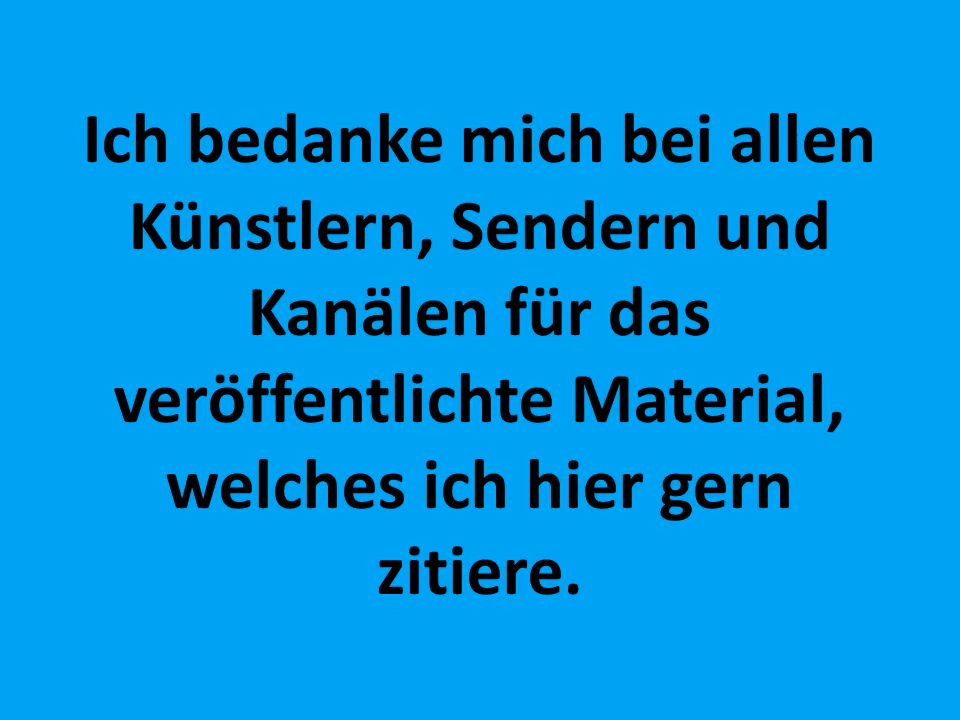 Ich bedanke mich bei allen
Künstlern, Sendern und
Kanälen für das
veröffentlichte Material,
welches ich hier gern
zitiere.